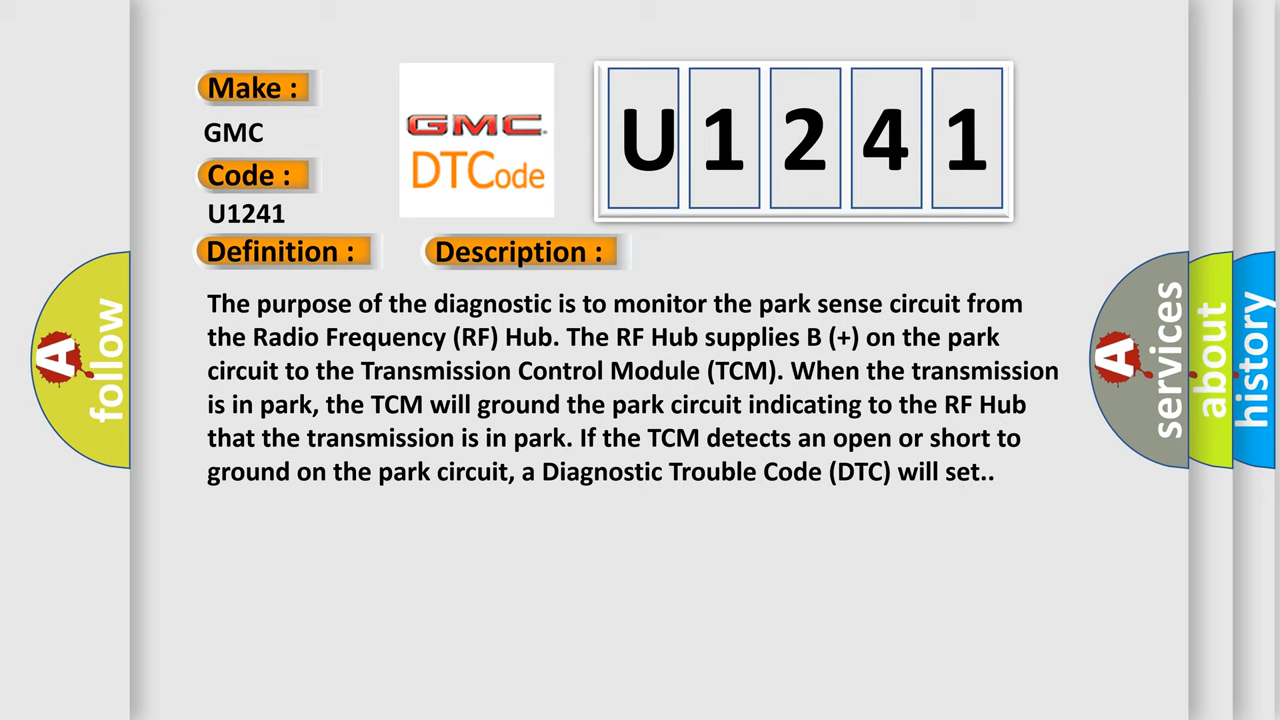 Make :
GMC
Code :
U1241
Definition :
Description :
GMC
DTCode
U1241
The purpose of the diagnostic is to monitor the park sense circuit from
the Radio Frequency (RF) Hub. The RF Hub supplies B (+) on the park
circuit to the Transmission Control Module (TCM). When the transmission
is in park, the TCM will ground the park circuit indicating to the RF Hub
that the transmission is in park. If the TCM detects an open or short to
ground on the park circuit, a Diagnostic Trouble Code (DTC) will set..
A
follow
A
services
about
history